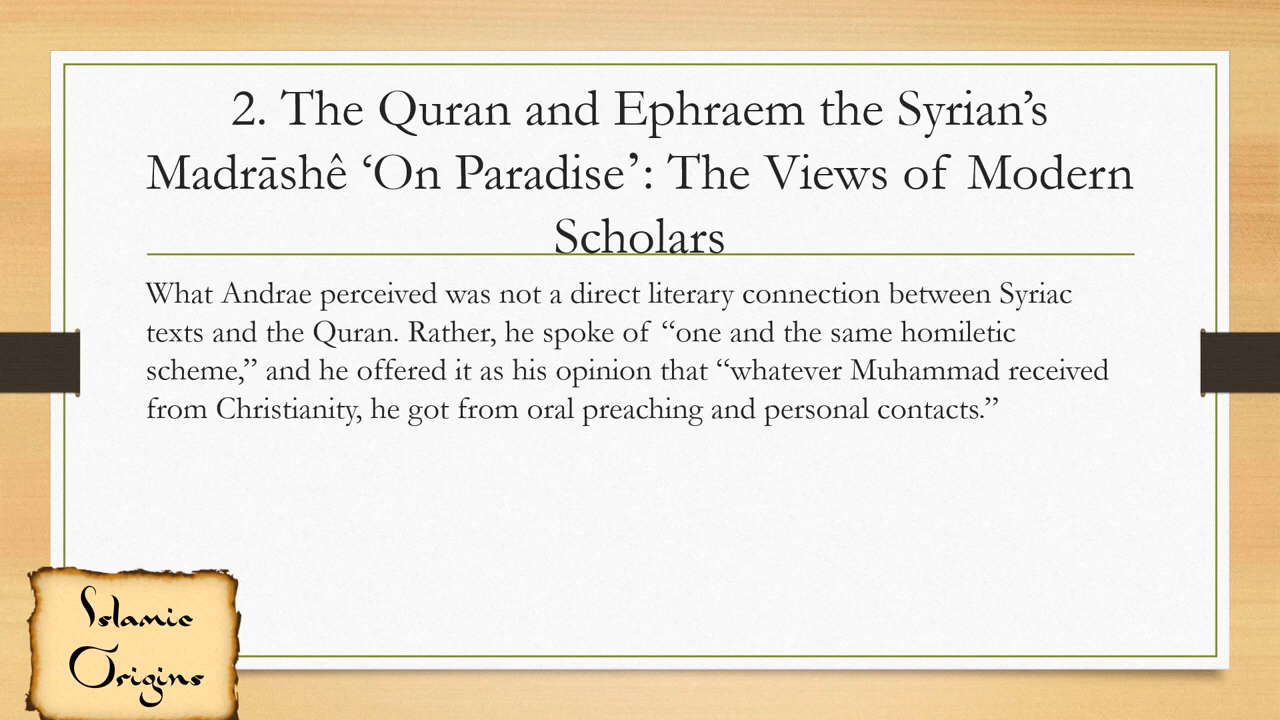 2. The Quran and Ephraem the Syrian’s
Madrāshê ‘On Paradise’: The Views of Modern
Scholars
What Andrae perceived was not a direct literary connection between Syriac
texts and the Quran. Rather, he spoke of “one and the same homiletic
scheme,” and he offered it as his opinion that “whatever Muhammad received
from Christianity, he got from oral preaching and personal contacts.”
Islamic
Origins